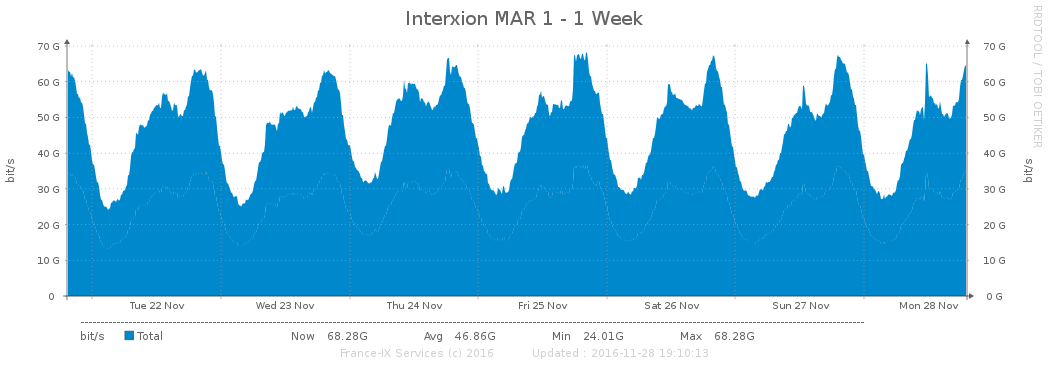 Interxion MAR 1 - 1 Week
RRDTOOL / TOBI OETIKER
bit/s
bit/s
70 G 70 G
60 G 60 G
50 G 50 G
40 G 40 G
30 G 30 G
20 G 20 G
10 G 10 G
0 0 G
Tue 22 Nov Wed 23 Nov Thu 24 Nov Fri 25 Nov Sat 26 Nov Sun 27 Nov Mon 28 Nov
bit/s Total Now 68.28G Avg 46.86G Min 24.01G Max 68.28G
France-IX Services (c) 2016 Updated : 2016-11-28 19:10:13